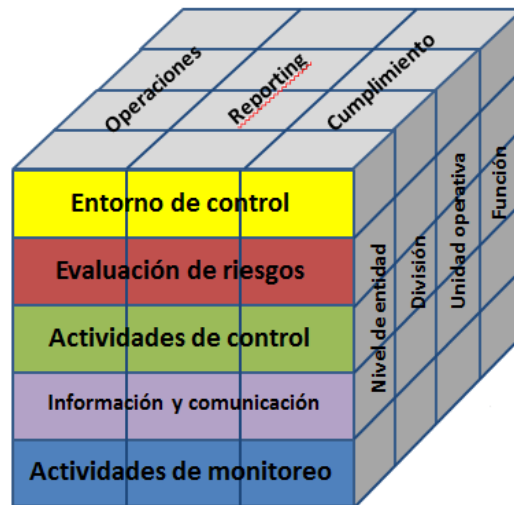 Operaciones
Reporting
Cumplimiento
Entorno de control
Evaluación de riesgos
Actividades de control
Información y comunicación
Actividades de monitoreo
Nivel de entidad
División
Unidad operativa
Función